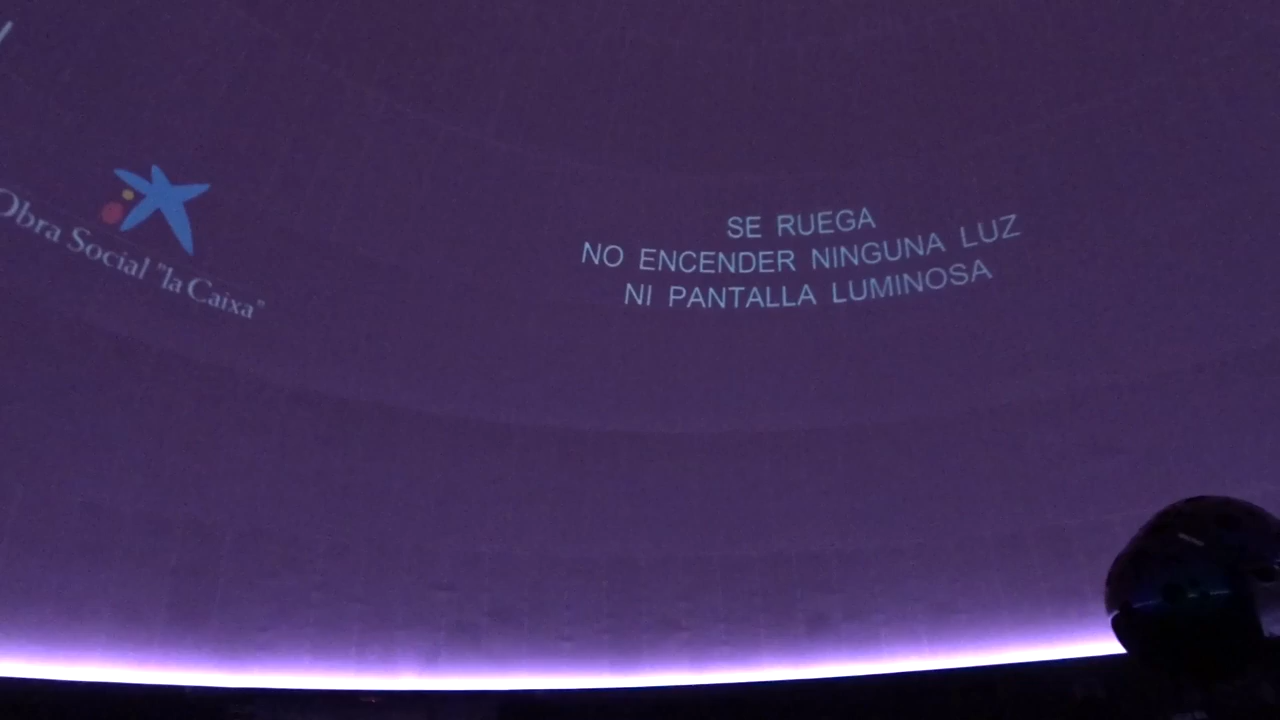 Obra Social "la Caixa"
SE RUEGA
NO ENCENDER NINGUNA LUZ
NI PANTALLA LUMINOSA